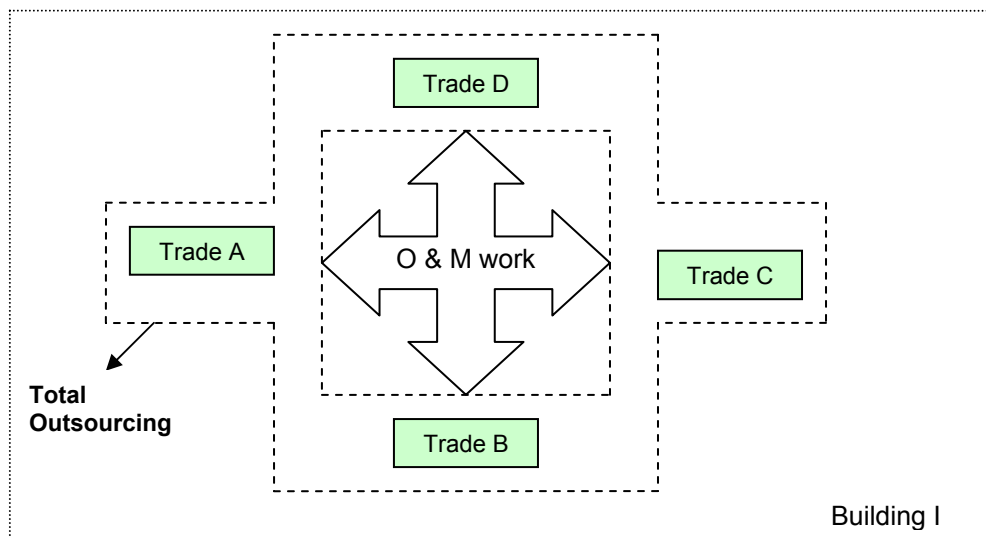 Trade D
Trade A
O & M work
Trade C
Total
Outsourcing
Trade B
Building I